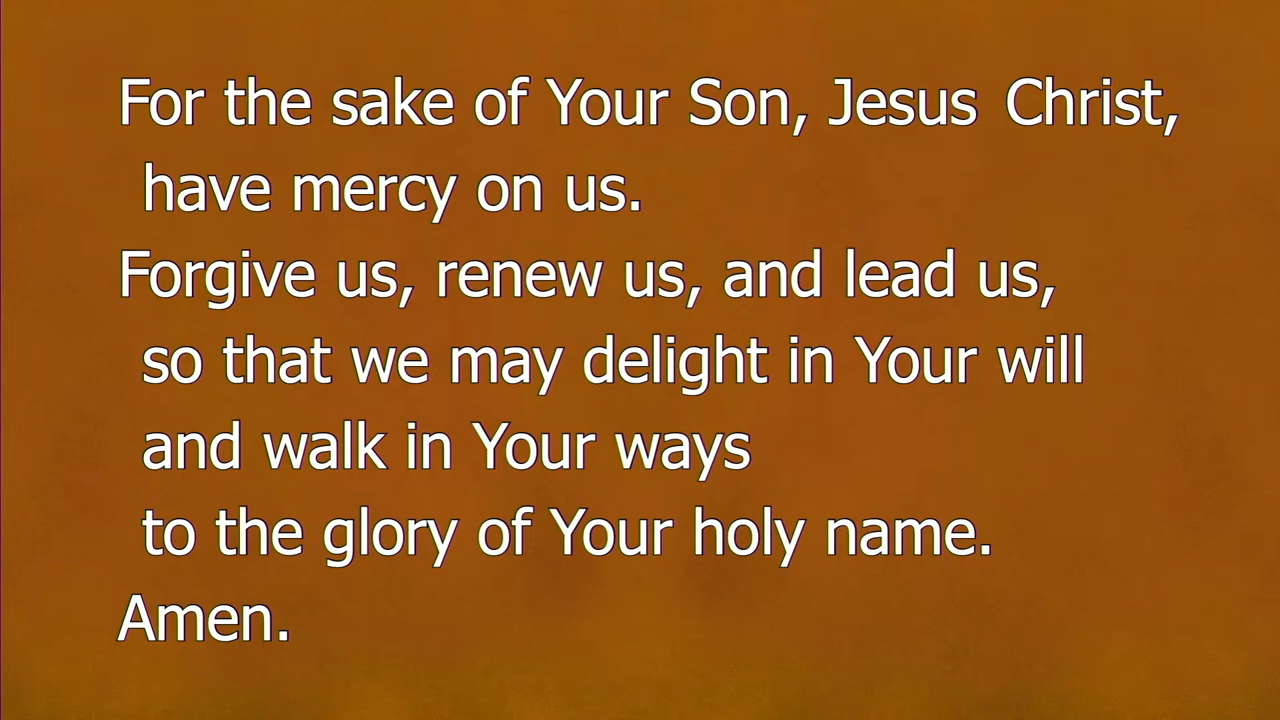 For the sake of Your Son, Jesus Christ,
have mercy on us.
Forgive us, renew us, and lead us,
so that we may delight in Your will
and walk in Your ways
to the glory of Your holy name.
Amen.